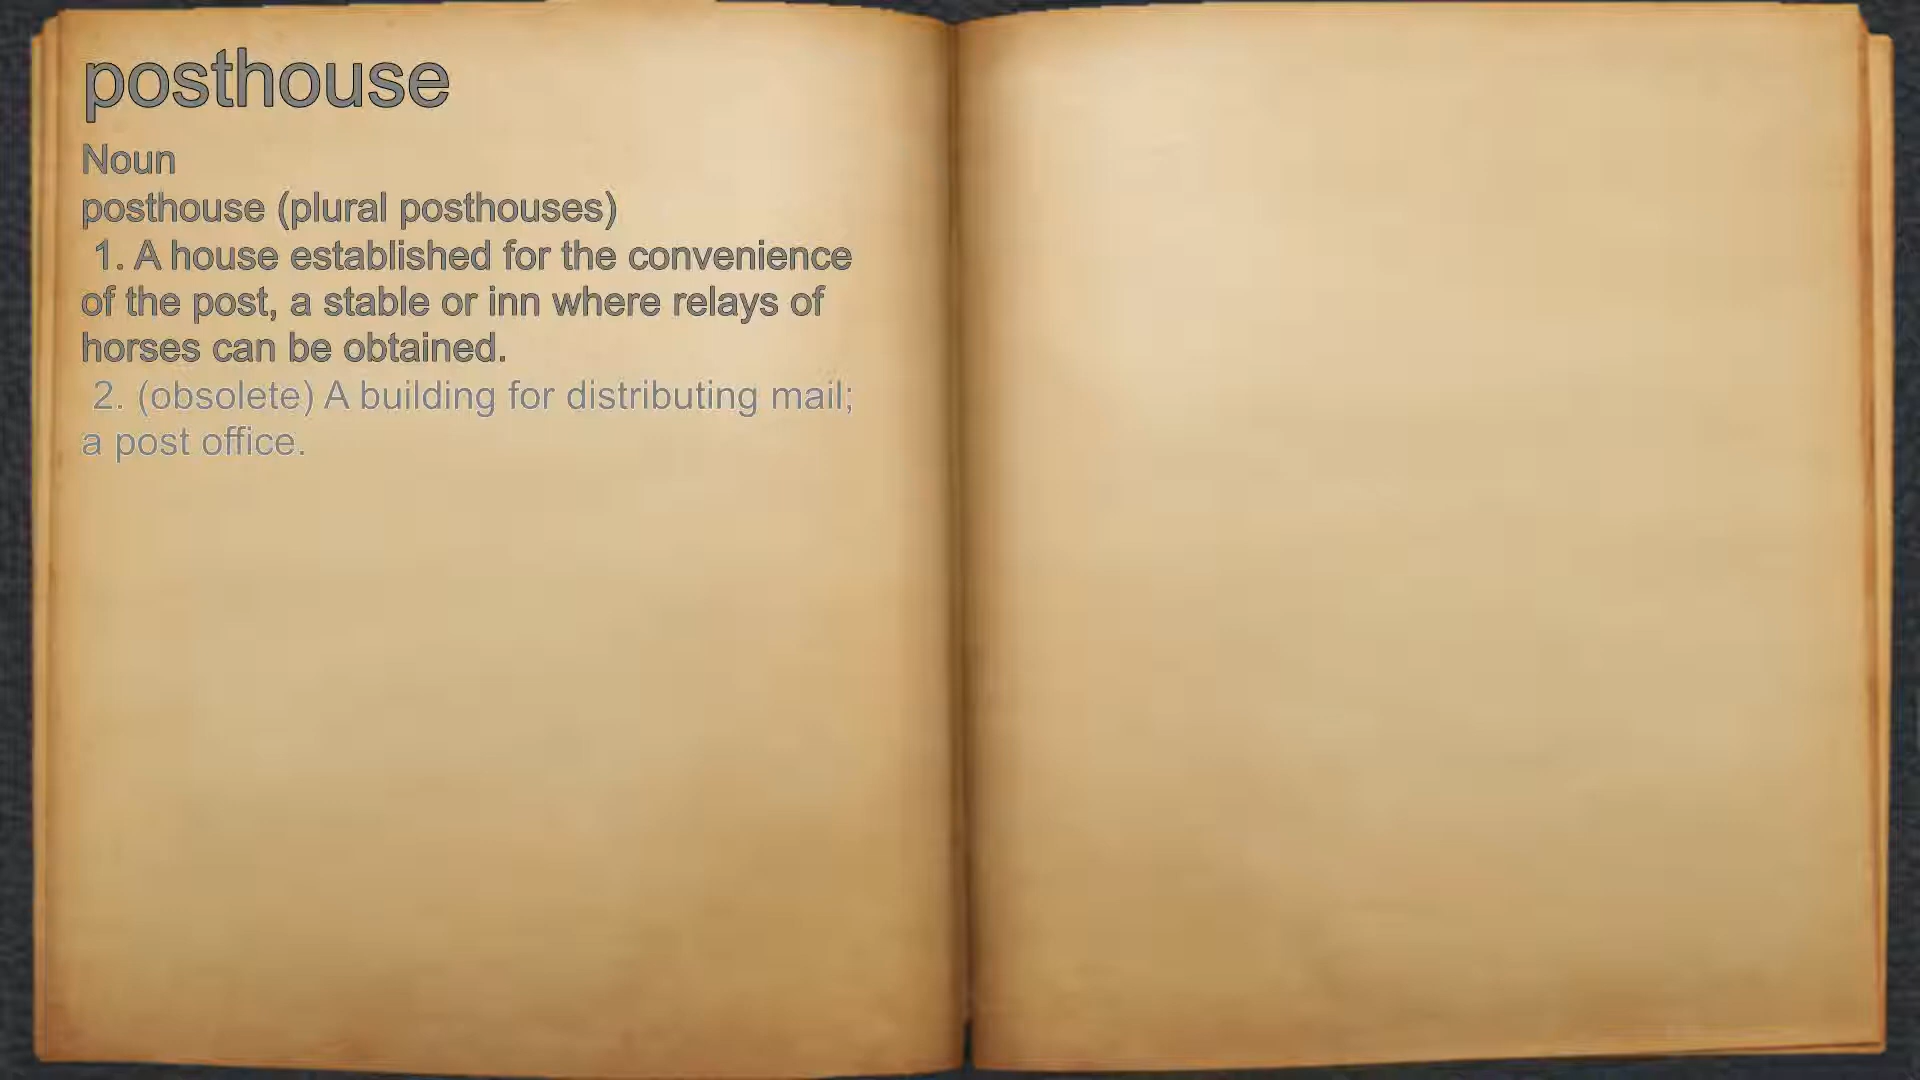 posthouse
Noun
posthouse (plural posthouses)
1. A house established for the convenience
of the post, a stable or inn where relays of
horses can be obtained.
2. (obsolete) A building for distributing mail;
a post office.